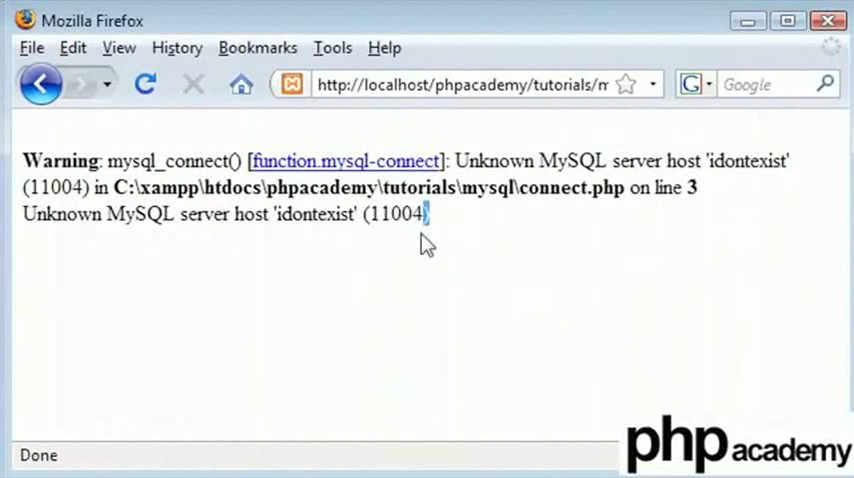 Mozilla Firefox
File Edit View History Bookmarks Tools Help
http://localhost/phpacademy/tutorials/m
G Google
Warning: mysql_connect() [function.mysql-connect]: Unknown MySQL server host 'idontexist'
(11004) in C:\xampp\htdocs\phpacademy\tutorials\mysql\connect.php on line 3
Unknown MySQL server host 'idontexist' (11004)
Done
php academy